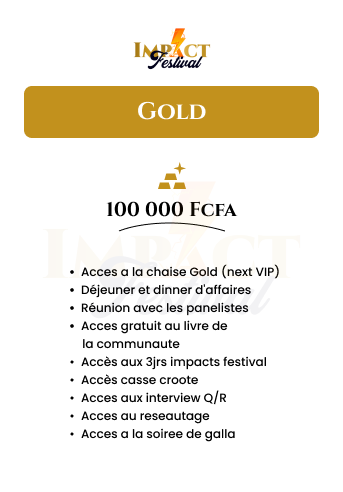 IMPACT
Festival
GOLD
100 000 FCFA
• Acces a la chaise Gold (next VIP)
• Déjeuner et dinner d'affaires
• Réunion avec les panelistes
• Acces gratuit au livre de
la communaute
• Accès aux 3jrs impacts festival
• Accès casse croote
• Acces aux interview Q/R
• Acces au reseautage
• Acces a la soiree de galla